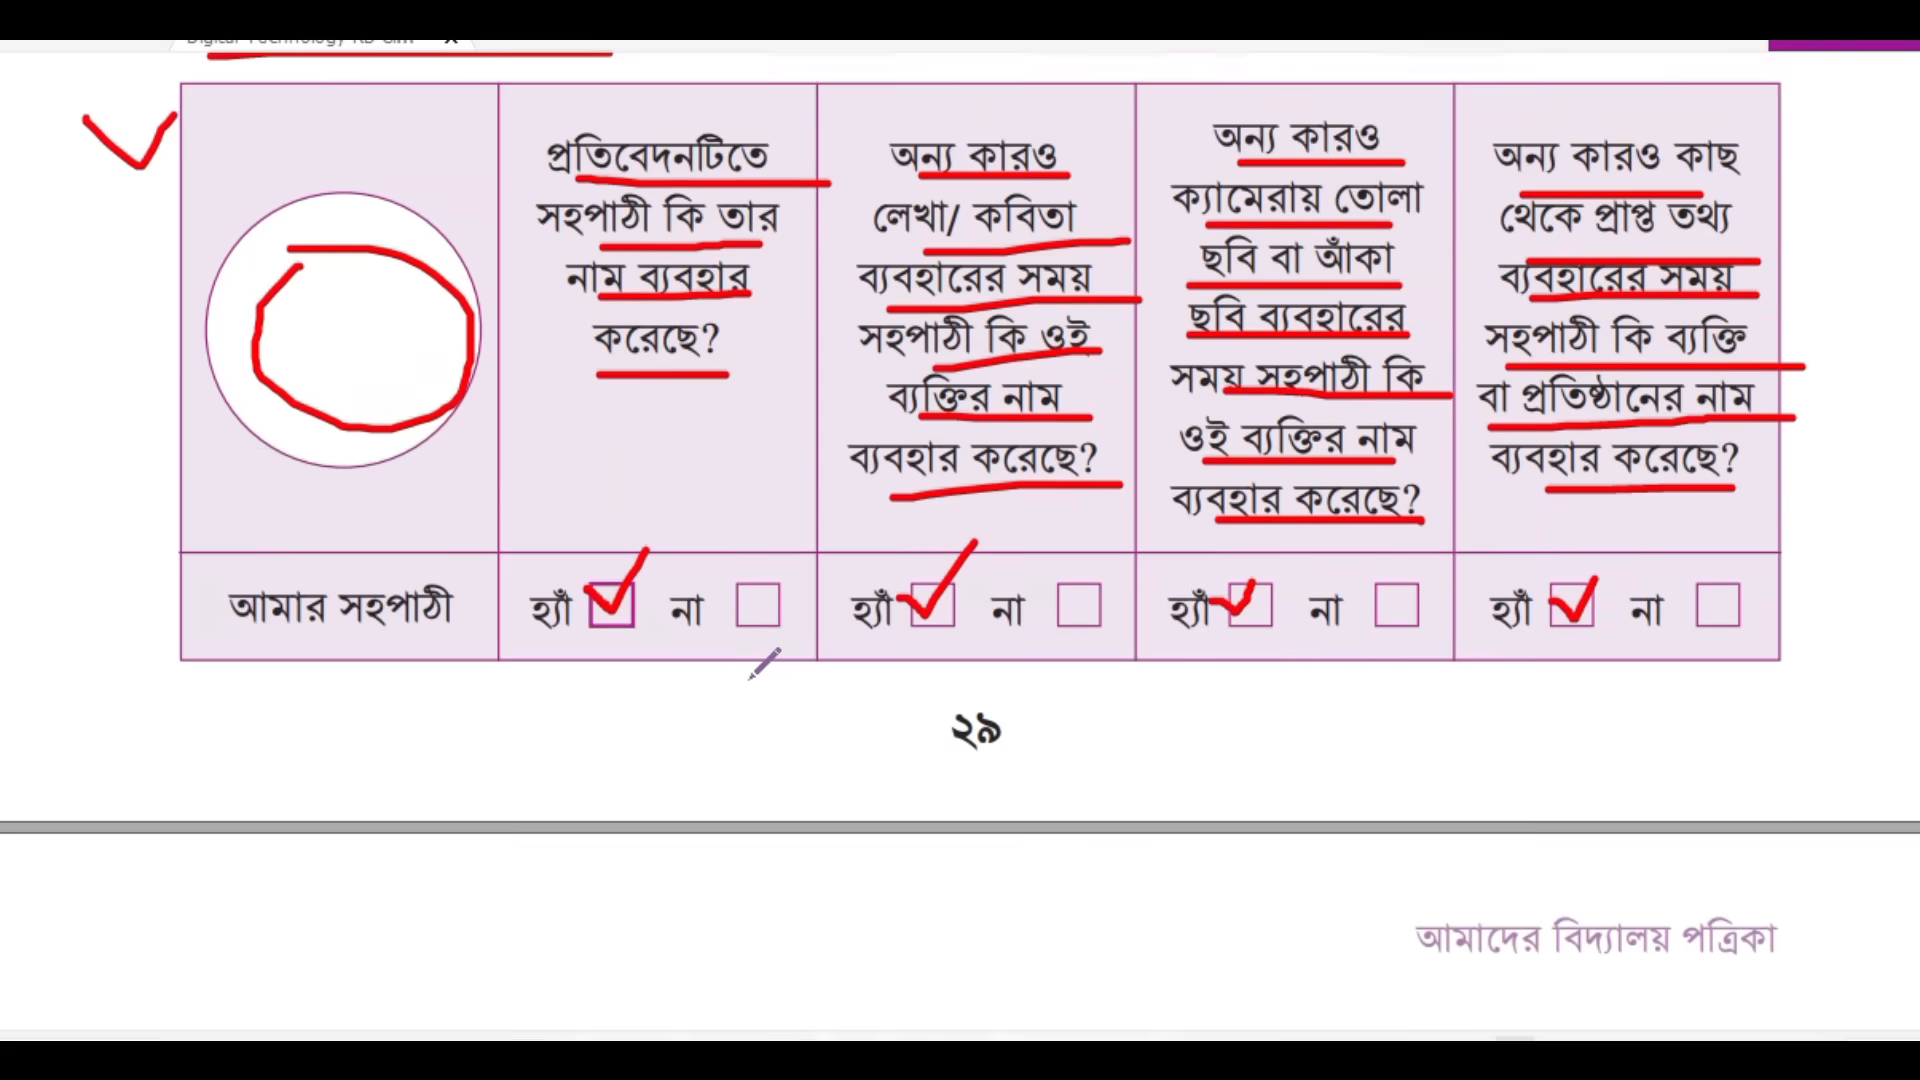 প্রতিবেদনটিতে
সহপাঠী কি তার
নাম ব্যবহার
করেছে?
অন্য কারও
লেখা/ কবিতা
ব্যবহারের সময়
সহপাঠী কি ওই
ব্যক্তির নাম
ব্যবহার করেছে?
অন্য কারও
ক্যামেরায় তোলা
ছবি বা আঁকা
ছবি ব্যবহারের
সময় সহপাঠী কি
ওই ব্যক্তির নাম
ব্যবহার করেছে?
অন্য কারও কাছ
থেকে প্রাপ্ত তথ্য
ব্যবহারের সময়
সহপাঠী কি ব্যক্তি
বা প্রতিষ্ঠানের নাম
ব্যবহার করেছে?
আমার সহপাঠী
হ্যাঁ না
হ্যাঁ না
হ্যাঁ না
হ্যাঁ না
২৯
আমাদের বিদ্যালয় পত্রিকা